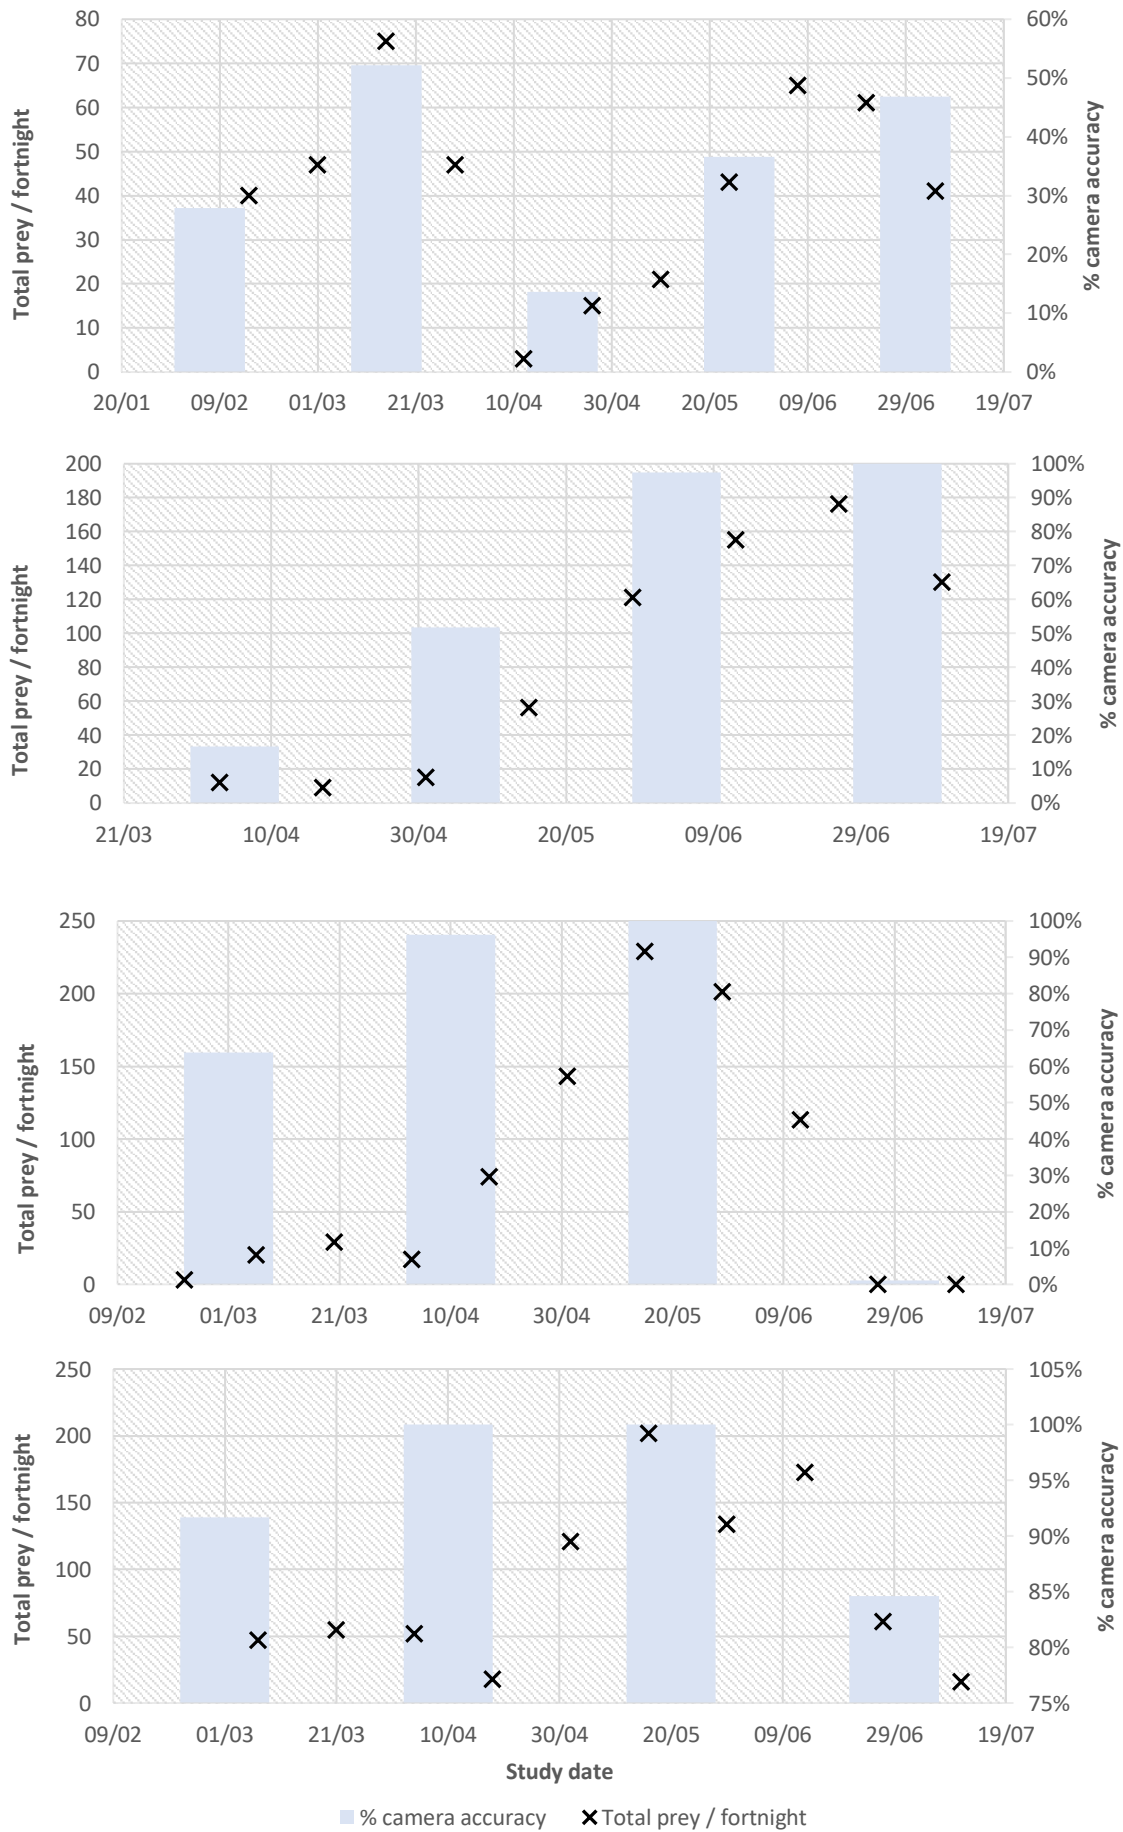 80 60%
70 50%
60 40%
50
40 30%
30 20%
20 10%
10
0 0%
20/01 09/02 01/03 21/03 10/04 30/04 20/05 09/06 29/06 19/07
Total prey / fortnight
% camera accuracy
200 100%
180 90%
160 80%
140 70%
120 60%
100 50%
80 40%
60 30%
40 20%
20 10%
0 0%
21/03 10/04 30/04 20/05 09/06 29/06 19/07
Total prey / fortnight
% camera accuracy
250 100%
90%
200 80%
70%
150 60%
50%
100 40%
30%
50 20%
10%
0 0%
09/02 01/03 21/03 10/04 30/04 20/05 09/06 29/06 19/07
Total prey / fortnight
% camera accuracy
250 105%
200 100%
95%
150 90%
100 85%
50 80%
0 75%
09/02 01/03 21/03 10/04 30/04 20/05 09/06 29/06 19/07
Total prey / fortnight
% camera accuracy
Study date
% camera accuracy Total prey / fortnight